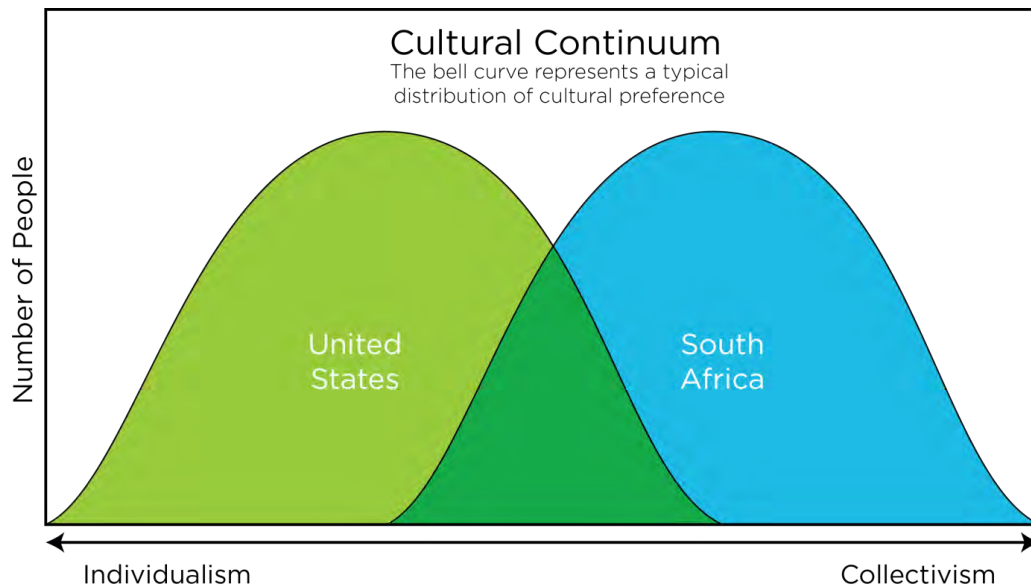 Cultural Continuum
The bell curve represents a typical
distribution of cultural preference
Number of People
United
States
South
Africa
Individualism
Collectivism